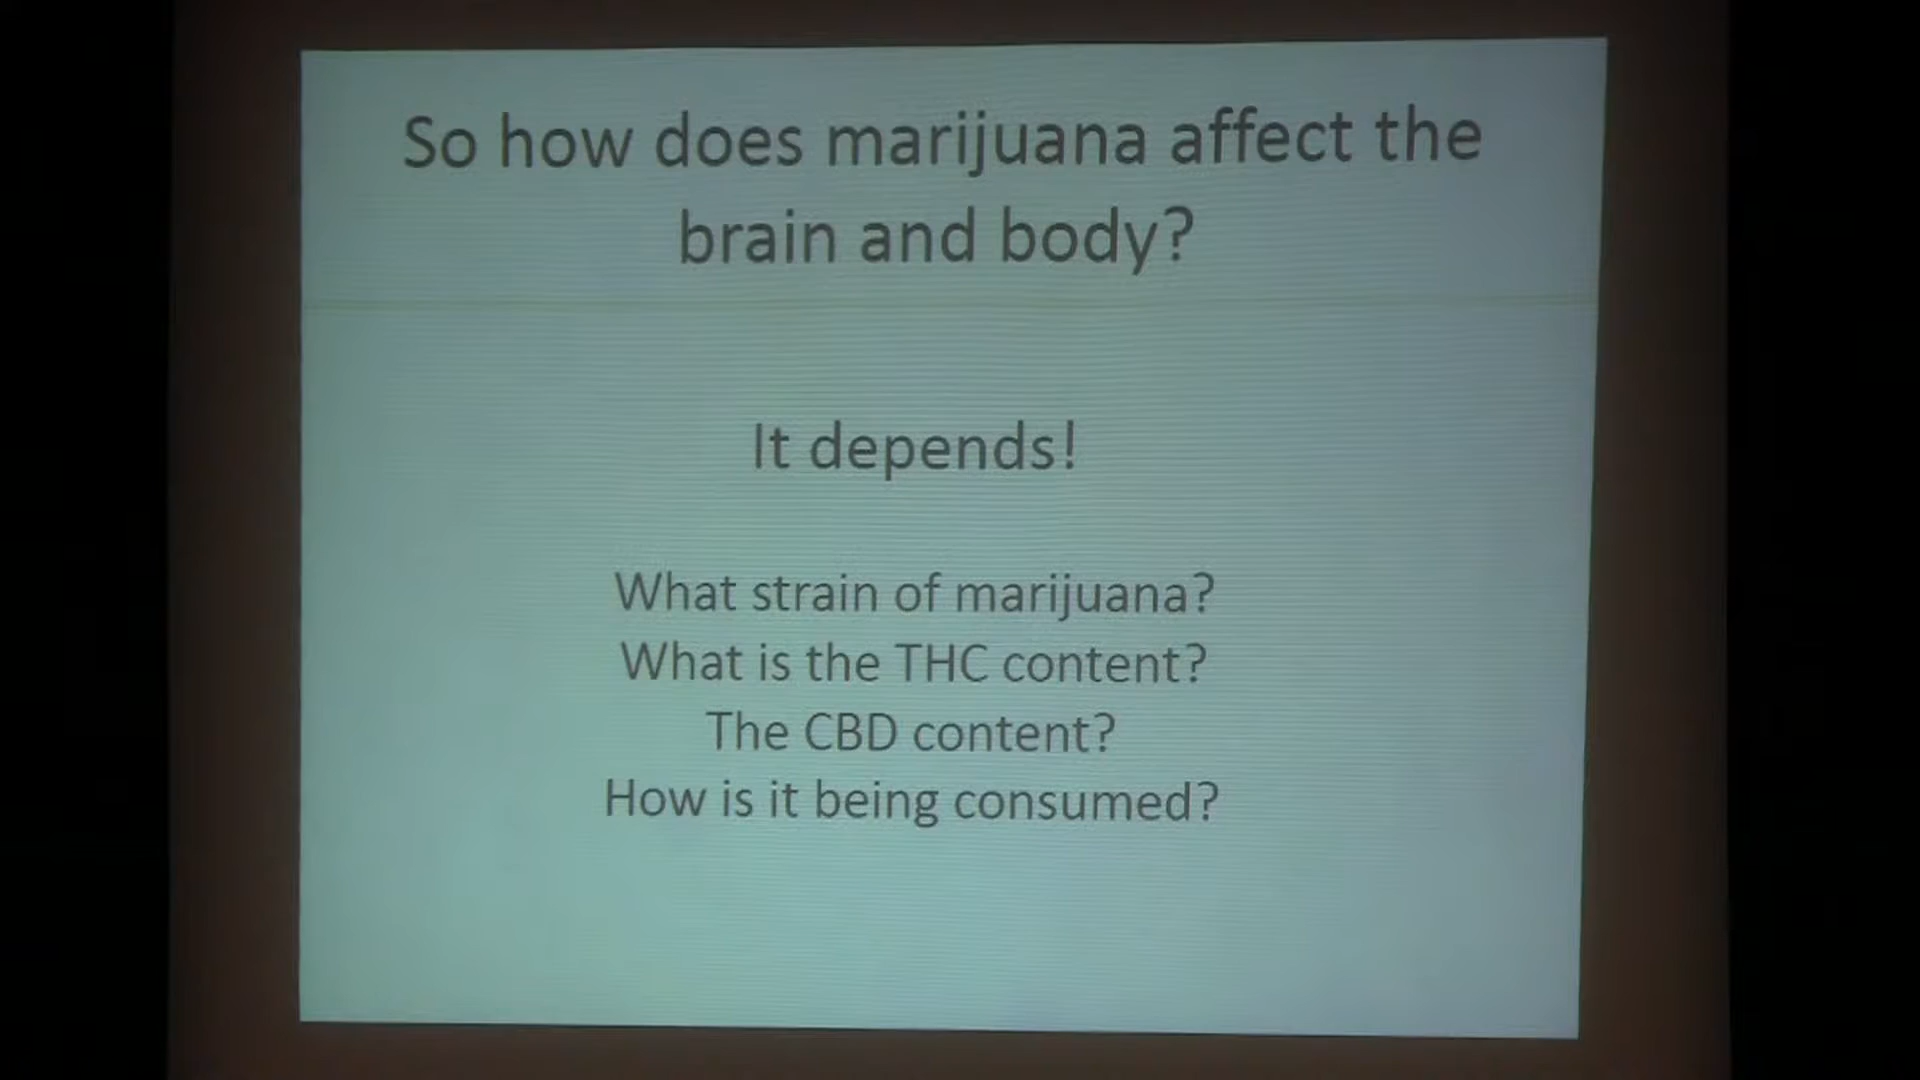 So how does marijuana affect the
brain and body?
It depends!
What strain of marijuana?
What is the THC content?
The CBD content?
How is it being consumed?